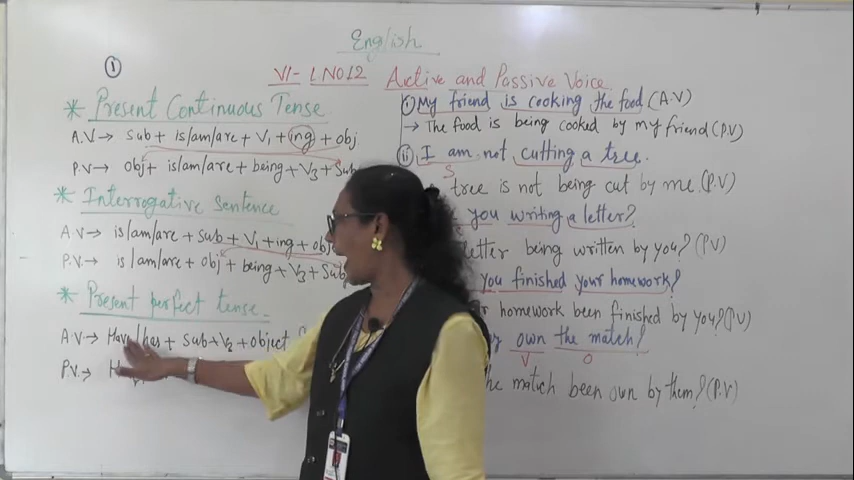 English
①
VI- L.NO12 Active and Passive Voice
* Present Continuous Tense
A.V → Sub + is/am/are + V1 + ing + obj
P.V → Obj + is/am/are + being + V3 + Sub
* Interrogative Sentence
A.V → is/am/are + Sub + V1 + ing + obj
P.V → is/am/are + obj + being + V3 + Sub
* Present perfect tense
A.V → Have/has + Sub + V3 + object
P.V →
i) My friend is cooking the food (A.V)
→ The food is being cooked by my friend (P.V)
ii) I am not cutting a tree.
S
tree is not being cut by me (P.V)
you writing a letter?
S
letter being written by you? (PV)
you finished your homework?
homework been finished by you? (P.V)
own the match?
V O
match been own by them? (P.V)